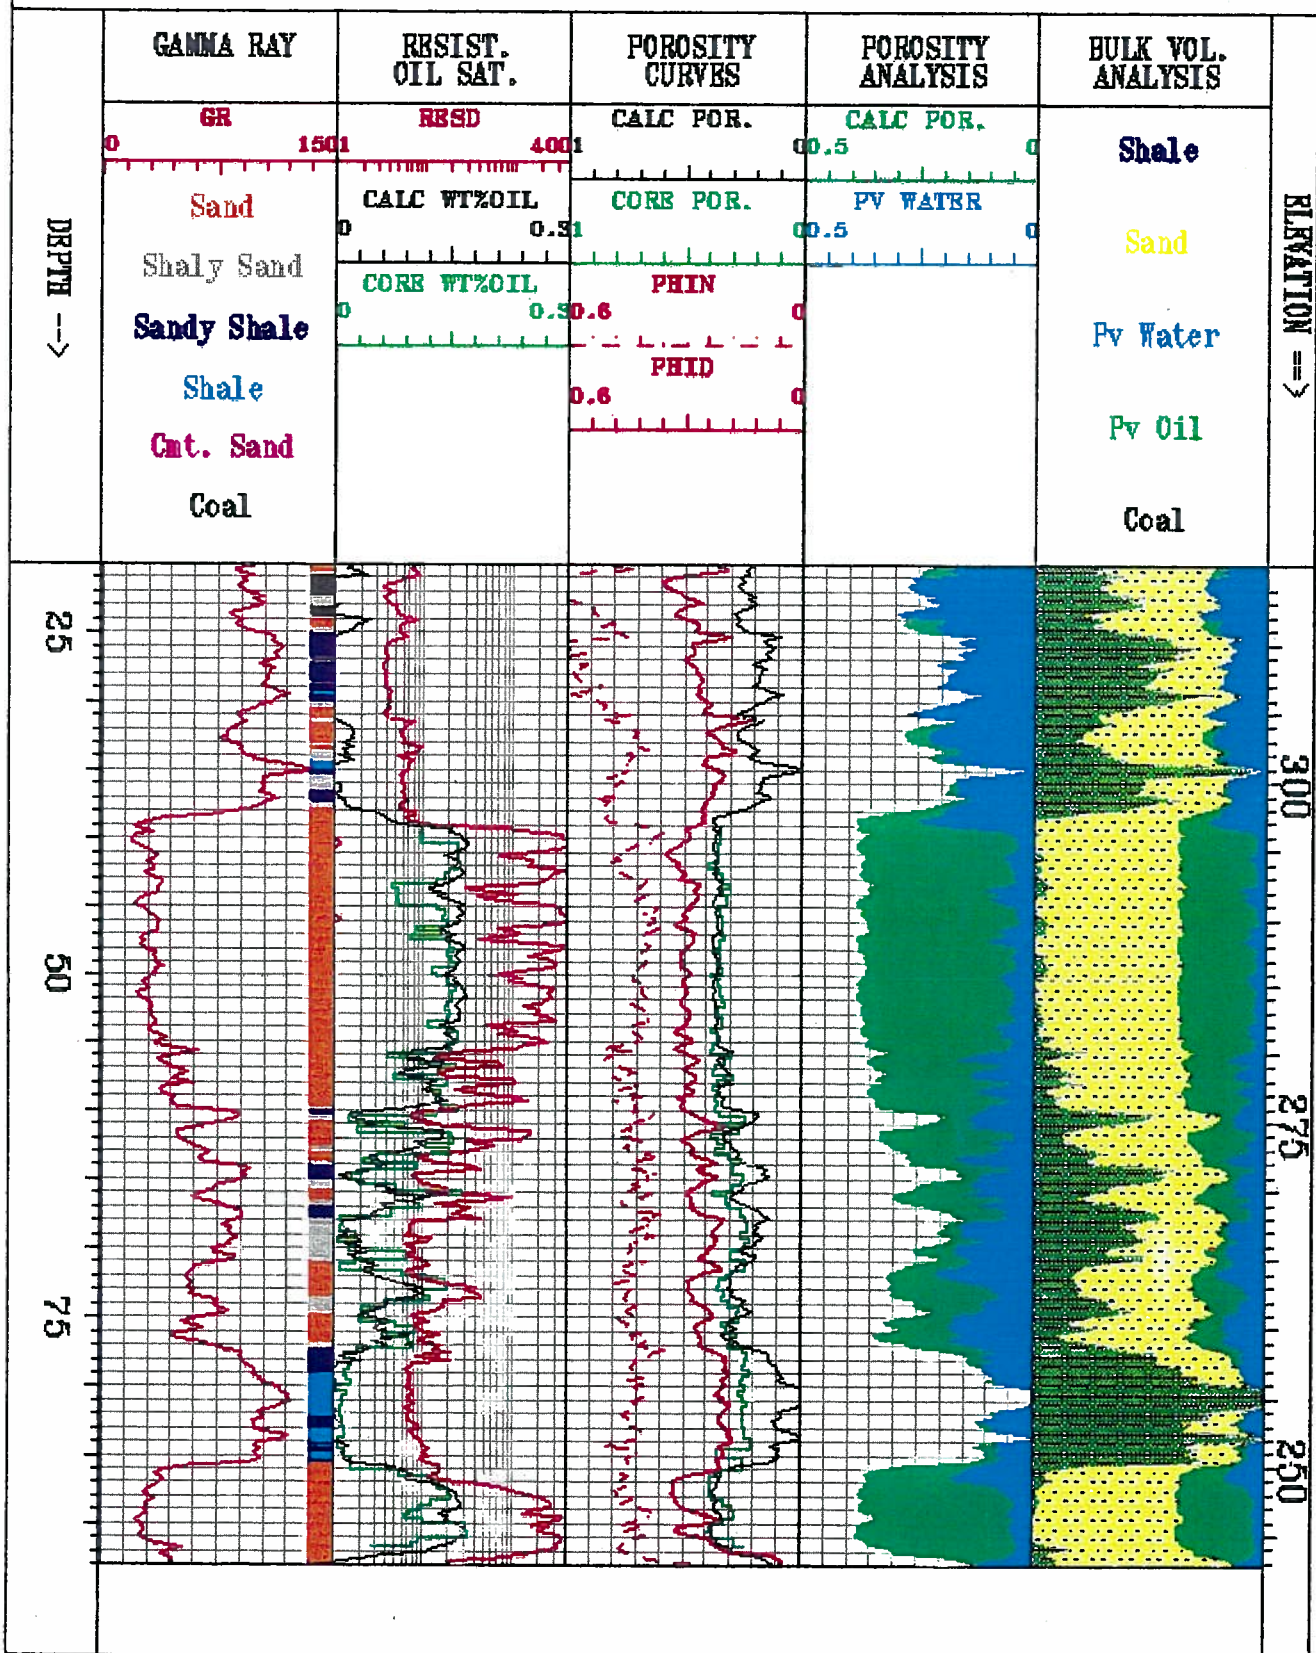 GAMMA RAY
RESIST.
OIL SAT.
POROSITY
CURVES
POROSITY
ANALYSIS
BULK VOL.
ANALYSIS
DEPTH -->
GR
0 150
Sand
Shaly Sand
Sandy Shale
Shale
Cmt. Sand
Coal
RESD
1 400
CALC WT%OIL
0 0.3
CORE WT%OIL
0 0.3
CALC POR.
1 0
CORE POR.
1 0
PHIN
0.6 0
PHID
0.6 0
CALC POR.
0.5 0
PV WATER
0.5 0
Shale
Sand
Pv Water
Pv Oil
Coal
ELEVATION ==>
25
50
75
300
275
250